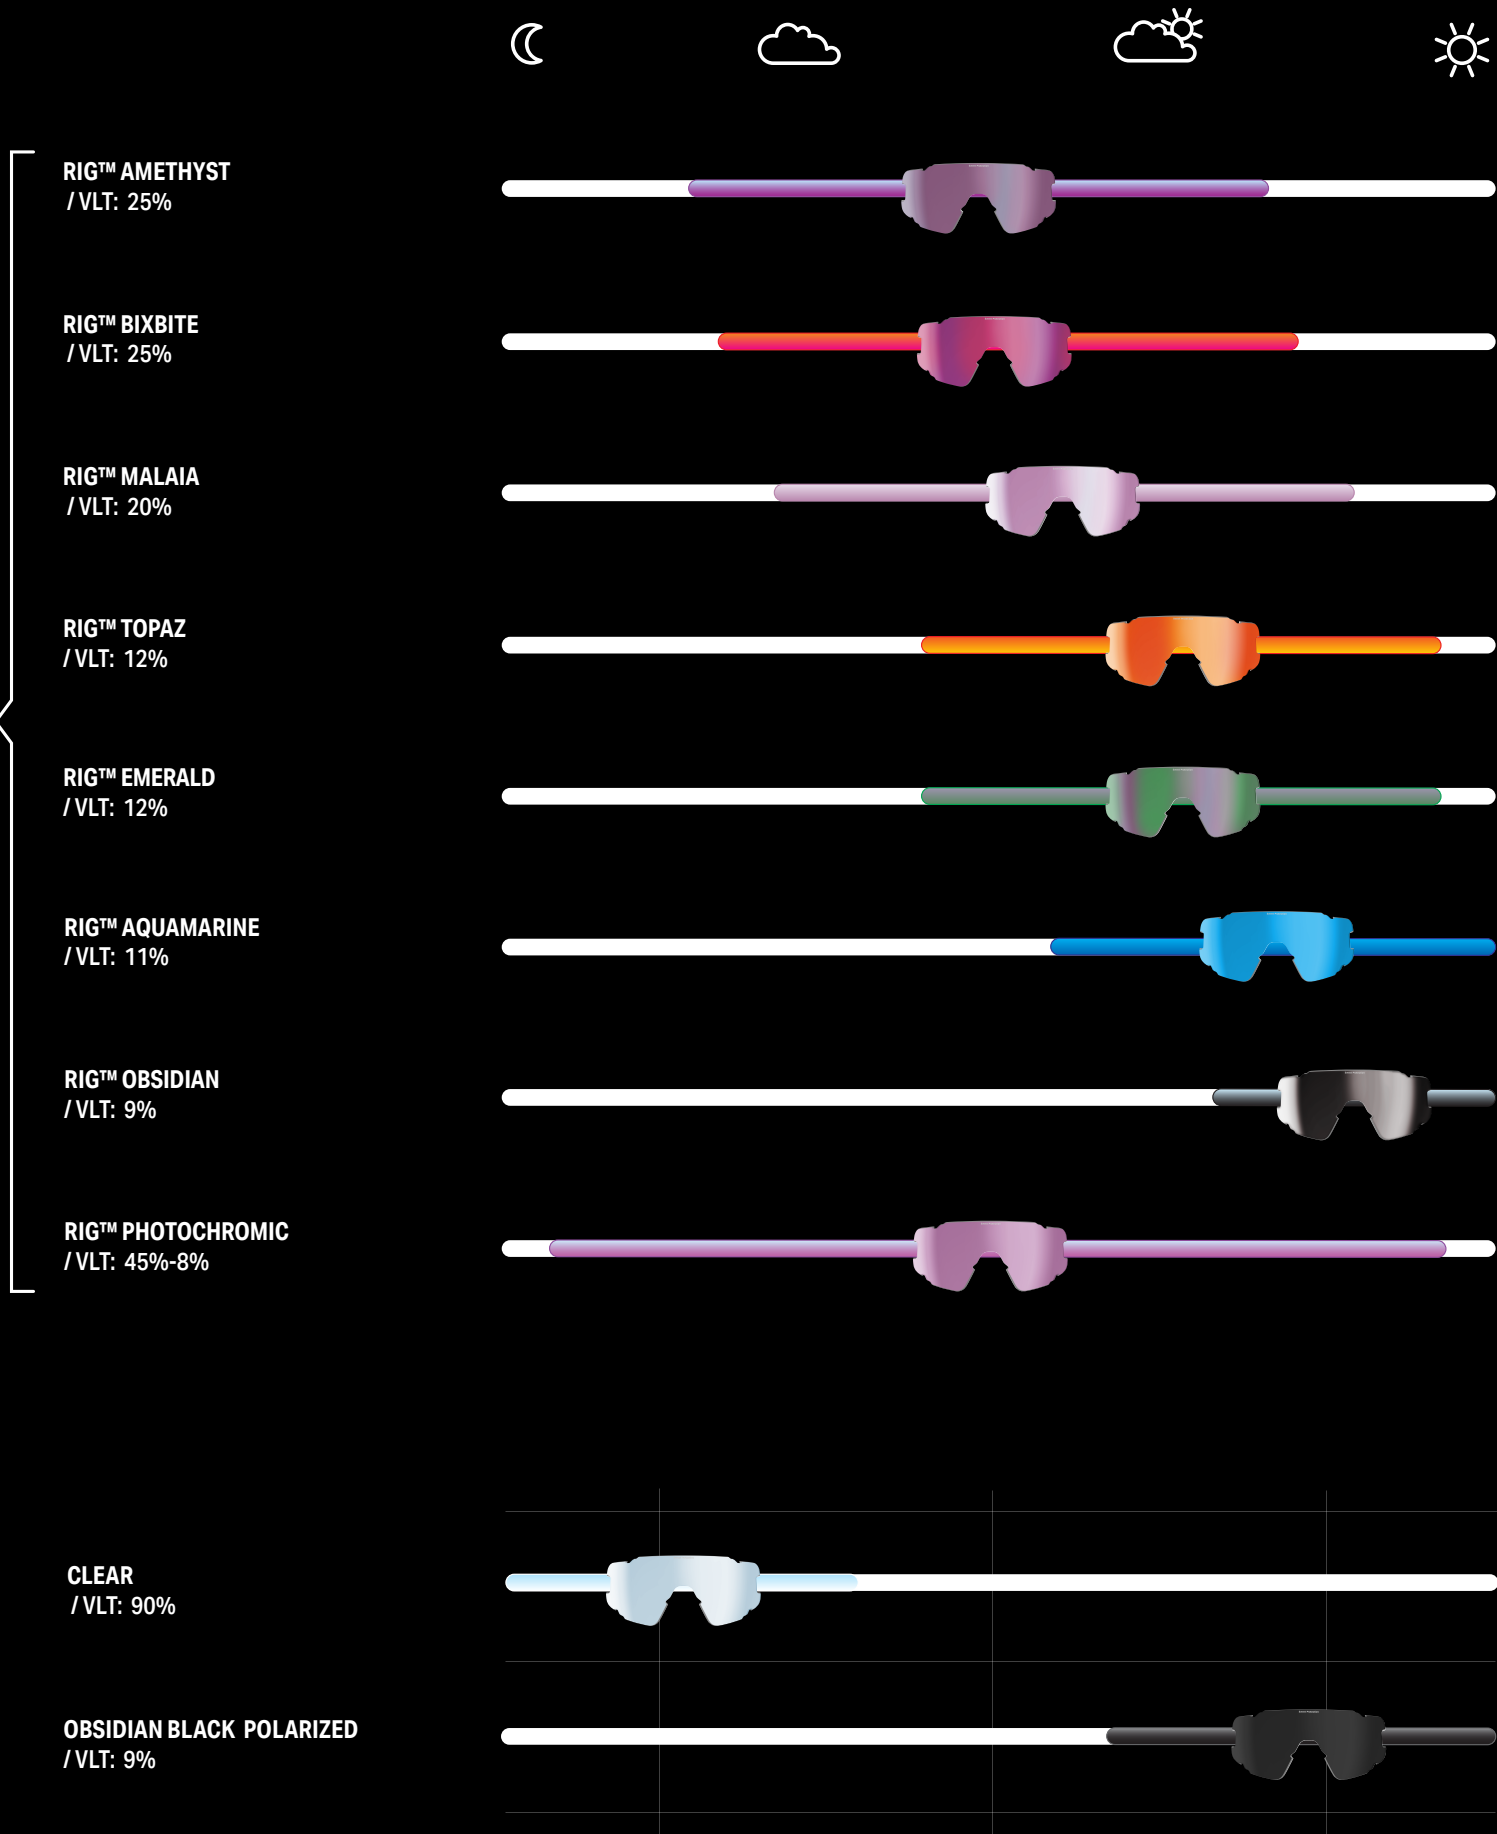 RIG™ AMETHYST
/ VLT: 25%
RIG™ BIXBITE
/ VLT: 25%
RIG™ MALAIA
/ VLT: 20%
RIG™ TOPAZ
/ VLT: 12%
RIG™ EMERALD
/ VLT: 12%
RIG™ AQUAMARINE
/ VLT: 11%
RIG™ OBSIDIAN
/ VLT: 9%
RIG™ PHOTOCHROMIC
/ VLT: 45%-8%
CLEAR
/ VLT: 90%
OBSIDIAN BLACK POLARIZED
/ VLT: 9%